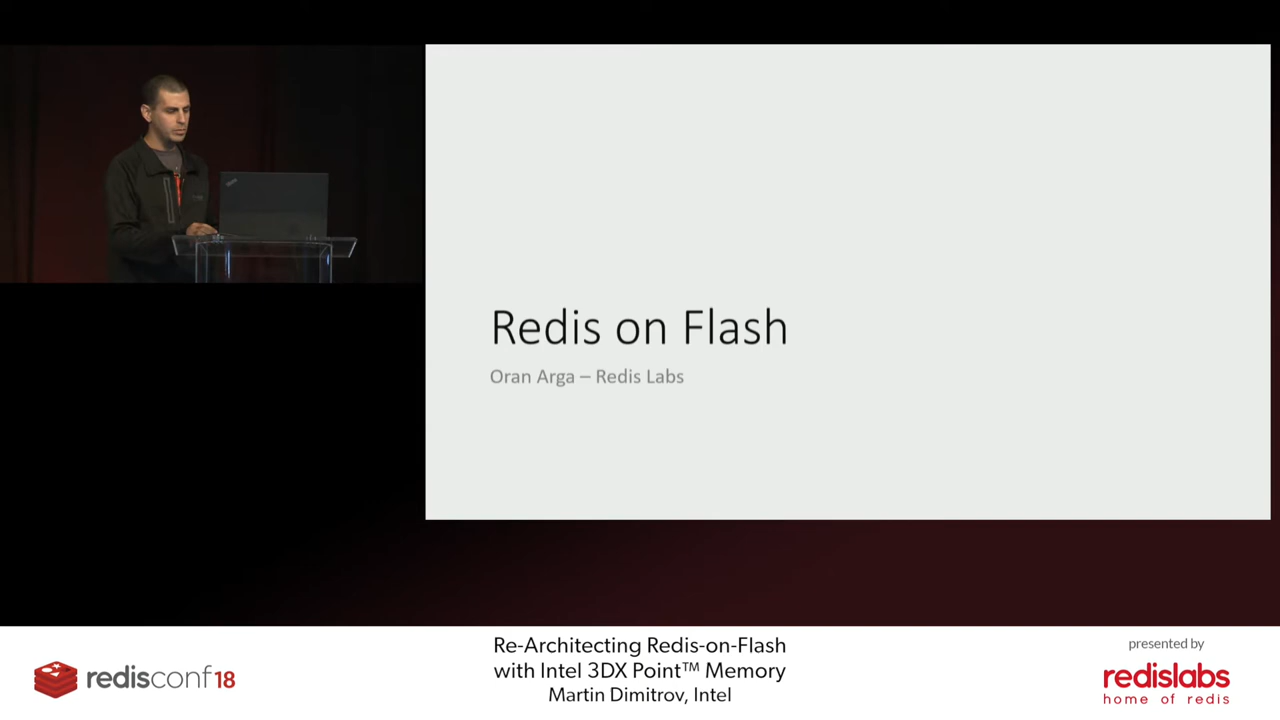 Redis on Flash
Oran Arga – Redis Labs
redisconf18
Re-Architecting Redis-on-Flash
with Intel 3DX Point™ Memory
Martin Dimitrov, Intel
presented by
redislabs
home of redis